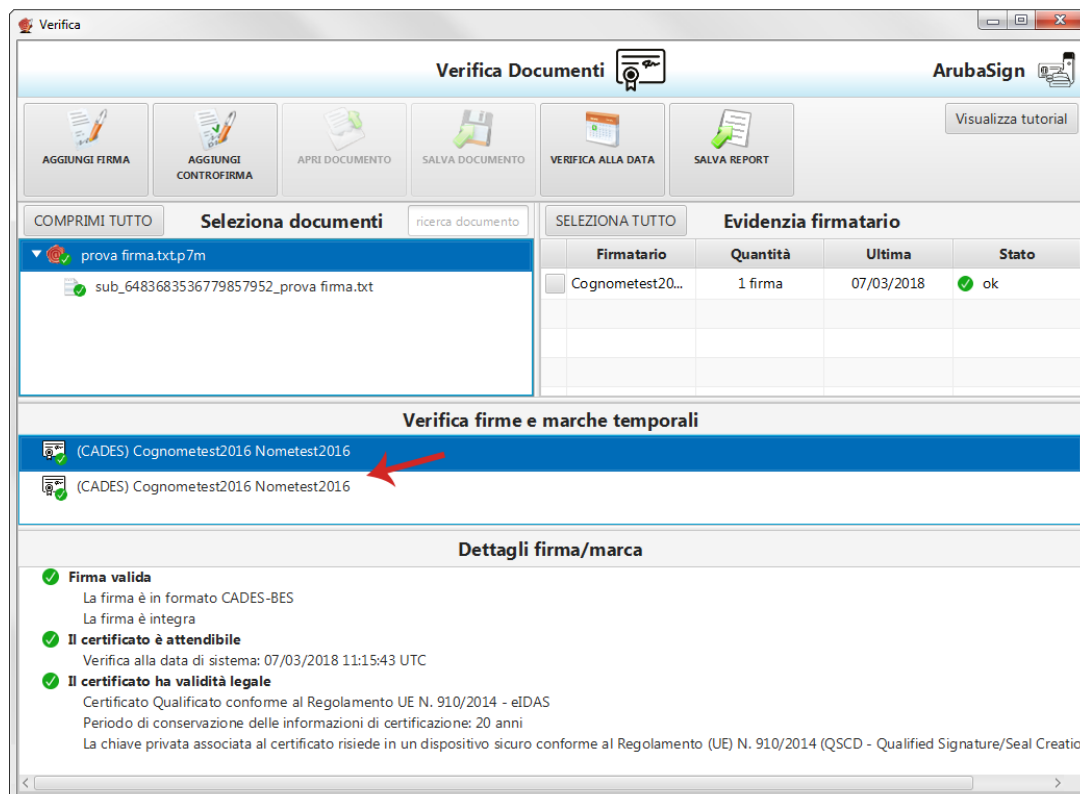 Verifica
Verifica Documenti
ArubaSign
AGGIUNGI FIRMA
AGGIUNGI
CONTROFIRMA
APRI DOCUMENTO
SALVA DOCUMENTO
VERIFICA ALLA DATA
SALVA REPORT
Visualizza tutorial
COMPRIMI TUTTO
Seleziona documenti
ricerca documento
prova firma.txt.p7m
sub_6483683536779857952_prova firma.txt
SELEZIONA TUTTO
Evidenzia firmatario
Firmatario Quantità Ultima Stato
Cognometest20... 1 firma 07/03/2018 ok
Verifica firme e marche temporali
(CADES) Cognometest2016 Nometest2016
(CADES) Cognometest2016 Nometest2016
Dettagli firma/marca
Firma valida
La firma è in formato CADES-BES
La firma è integra
Il certificato è attendibile
Verifica alla data di sistema: 07/03/2018 11:15:43 UTC
Il certificato ha validità legale
Certificato Qualificato conforme al Regolamento UE N. 910/2014 - eIDAS
Periodo di conservazione delle informazioni di certificazione: 20 anni
La chiave privata associata al certificato risiede in un dispositivo sicuro conforme al Regolamento (UE) N. 910/2014 (QSCD - Qualified Signature/Seal Creatio